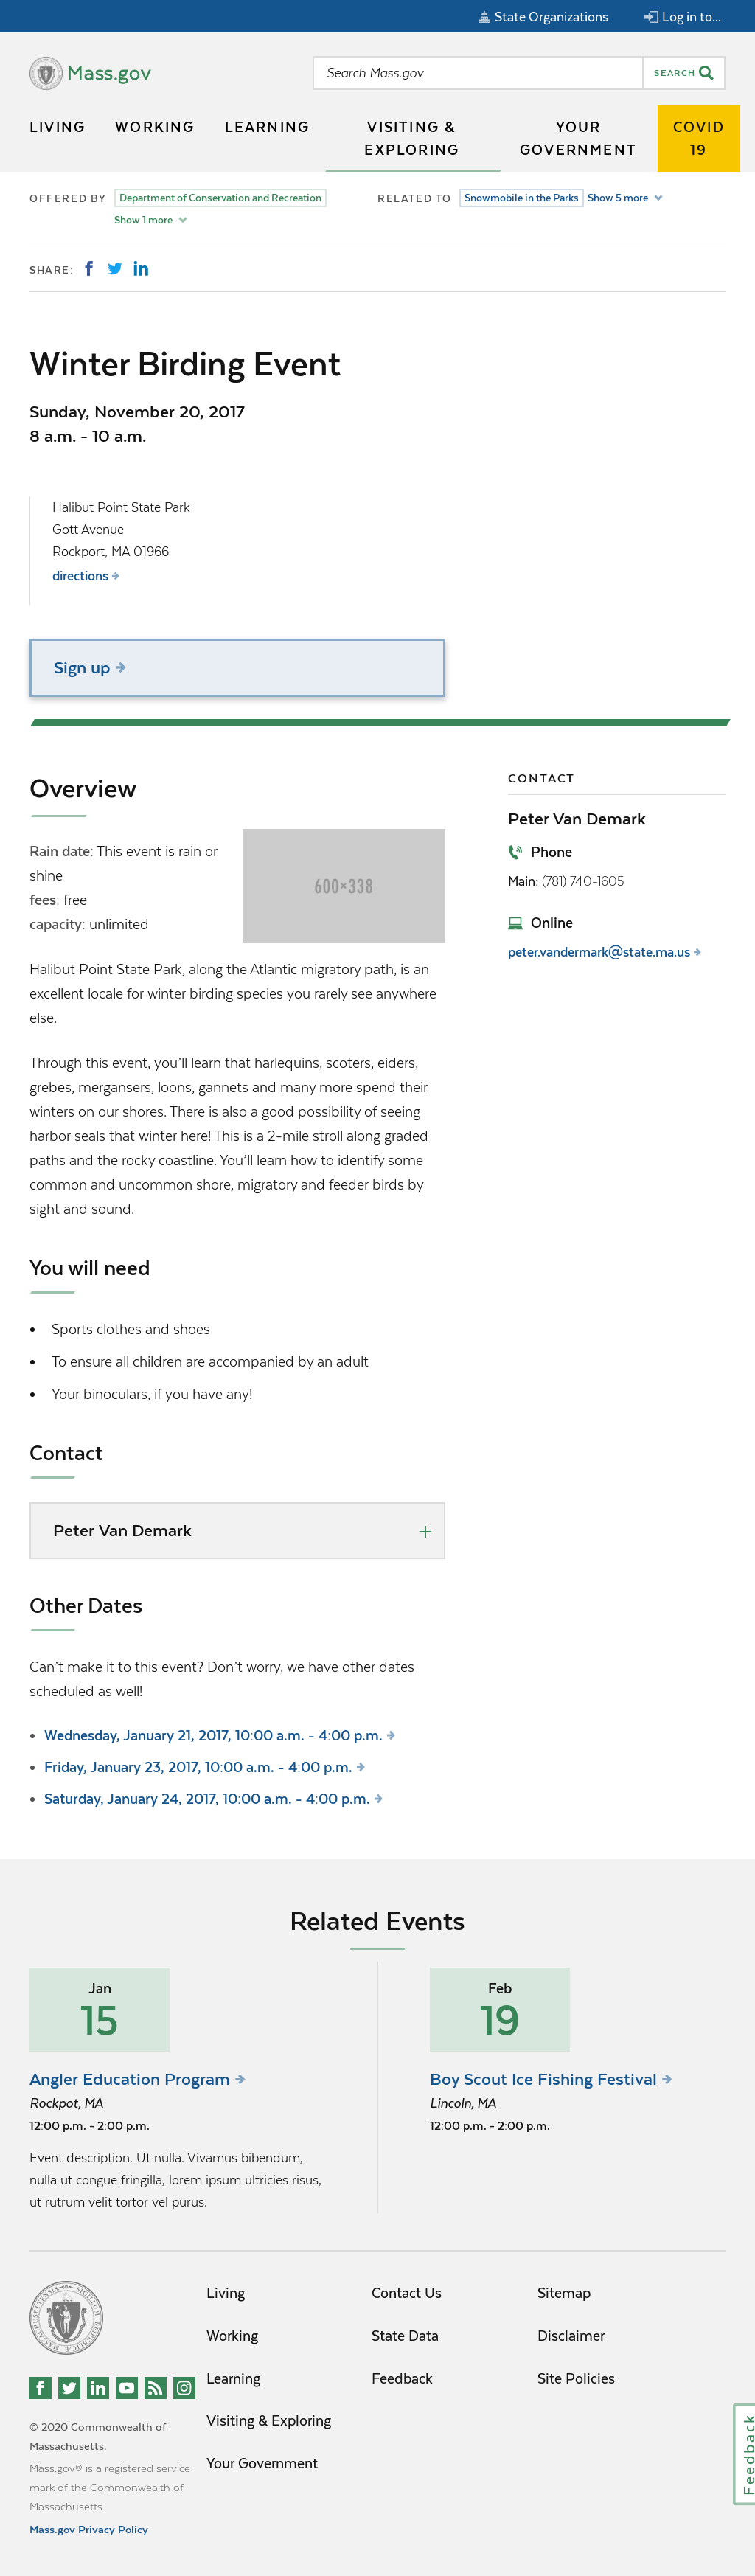 State Organizations
Log in to...
Mass.gov
Search Mass.gov
SEARCH
LIVING
WORKING
LEARNING
VISITING &
EXPLORING
YOUR
GOVERNMENT
COVID
19
OFFERED BY
Department of Conservation and Recreation
Show 1 more
RELATED TO
Snowmobile in the Parks
Show 5 more
SHARE:
Winter Birding Event
Sunday, November 20, 2017
8 a.m. - 10 a.m.
Halibut Point State Park
Gott Avenue
Rockport, MA 01966
directions
Sign up
Overview
Rain date: This event is rain or
shine
fees: free
capacity: unlimited
600×338
Halibut Point State Park, along the Atlantic migratory path, is an
excellent locale for winter birding species you rarely see anywhere
else.
Through this event, you’ll learn that harlequins, scoters, eiders,
grebes, mergansers, loons, gannets and many more spend their
winters on our shores. There is also a good possibility of seeing
harbor seals that winter here! This is a 2-mile stroll along graded
paths and the rocky coastline. You’ll learn how to identify some
common and uncommon shore, migratory and feeder birds by
sight and sound.
You will need
Sports clothes and shoes
To ensure all children are accompanied by an adult
Your binoculars, if you have any!
Contact
Peter Van Demark
Other Dates
Can’t make it to this event? Don’t worry, we have other dates
scheduled as well!
Wednesday, January 21, 2017, 10:00 a.m. - 4:00 p.m.
Friday, January 23, 2017, 10:00 a.m. - 4:00 p.m.
Saturday, January 24, 2017, 10:00 a.m. - 4:00 p.m.
CONTACT
Peter Van Demark
Phone
Main: (781) 740-1605
Online
peter.vandermark@state.ma.us
Related Events
Jan
15
Angler Education Program
Rockpot, MA
12:00 p.m. - 2:00 p.m.
Event description. Ut nulla. Vivamus bibendum,
nulla ut congue fringilla, lorem ipsum ultricies risus,
ut rutrum velit tortor vel purus.
Feb
19
Boy Scout Ice Fishing Festival
Lincoln, MA
12:00 p.m. - 2:00 p.m.
Living
Working
Learning
Visiting & Exploring
Your Government
Contact Us
State Data
Feedback
Sitemap
Disclaimer
Site Policies
© 2020 Commonwealth of
Massachusetts.
Mass.gov® is a registered service
mark of the Commonwealth of
Massachusetts.
Mass.gov Privacy Policy
Feedback